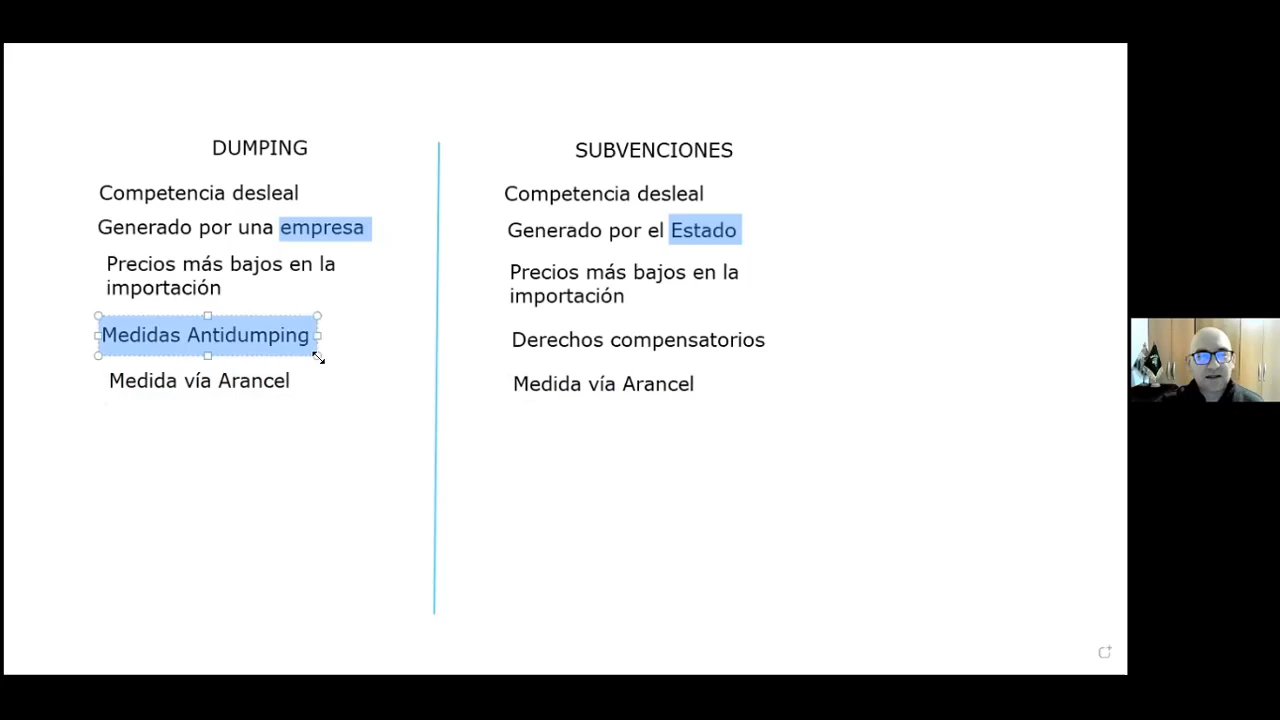 DUMPING
Competencia desleal
Generado por una empresa
Precios más bajos en la
importación
Medidas Antidumping
Medida vía Arancel
SUBVENCIONES
Competencia desleal
Generado por el Estado
Precios más bajos en la
importación
Derechos compensatorios
Medida vía Arancel